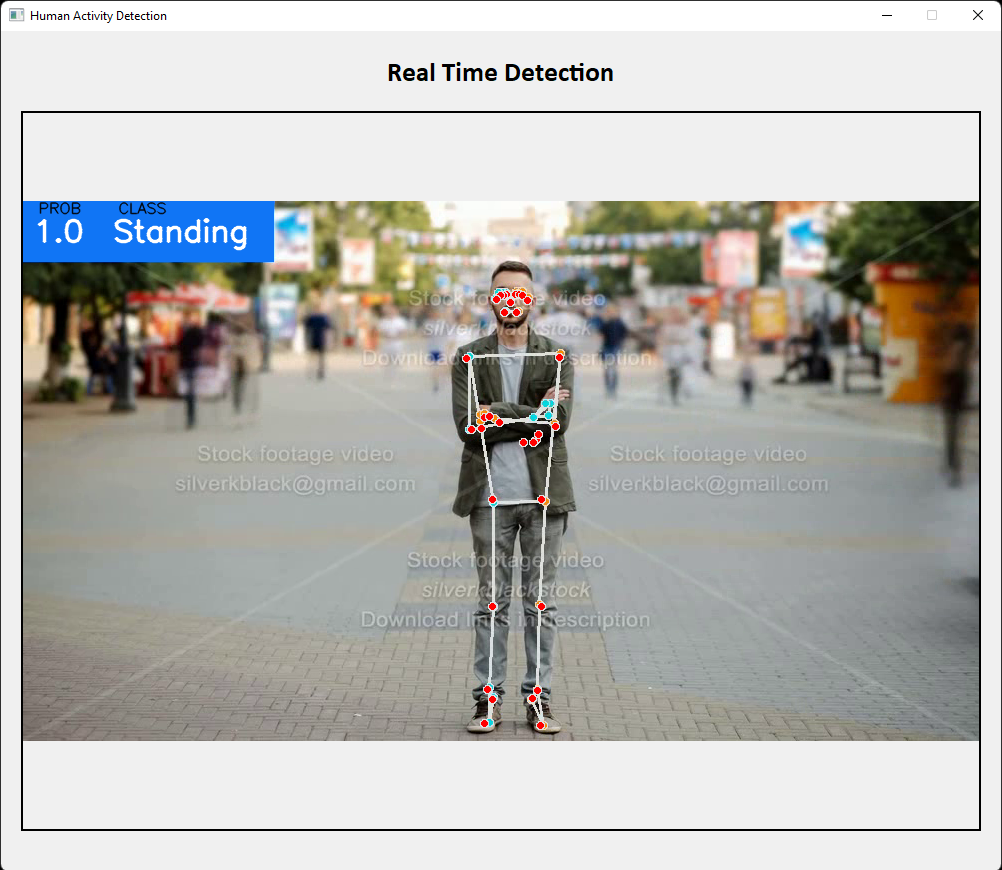 Human Activity Detection
Real Time Detection
PROB CLASS
1.0 Standing
Stock footage video
silverkblackstock
Download links in description
Stock footage video Stock footage video
silverkblack@gmail.com silverkblack@gmail.com
Stock footage video
silverkblackstock
Download links in description